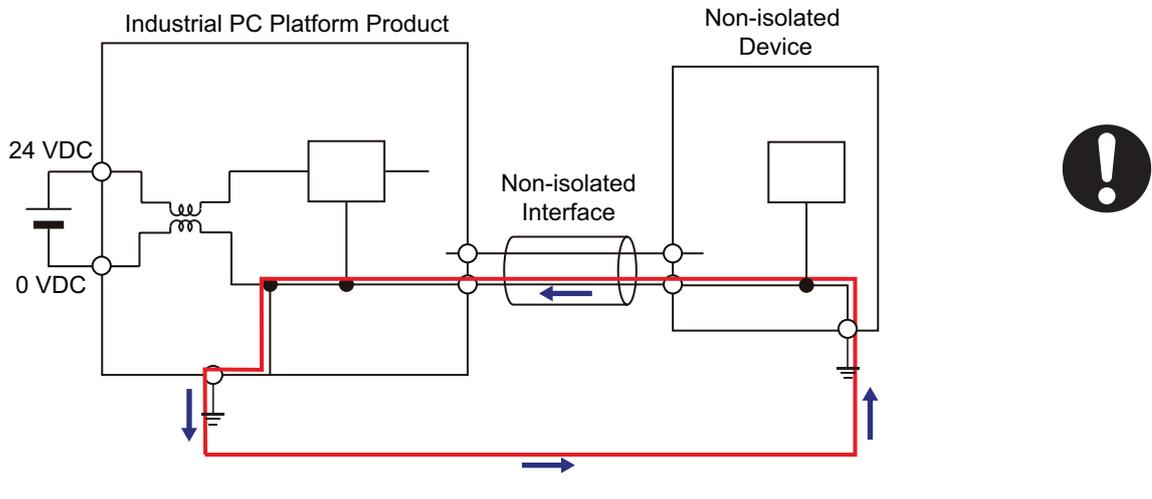 Industrial PC Platform Product
Non-isolated
Device
24 VDC
0 VDC
Non-isolated
Interface